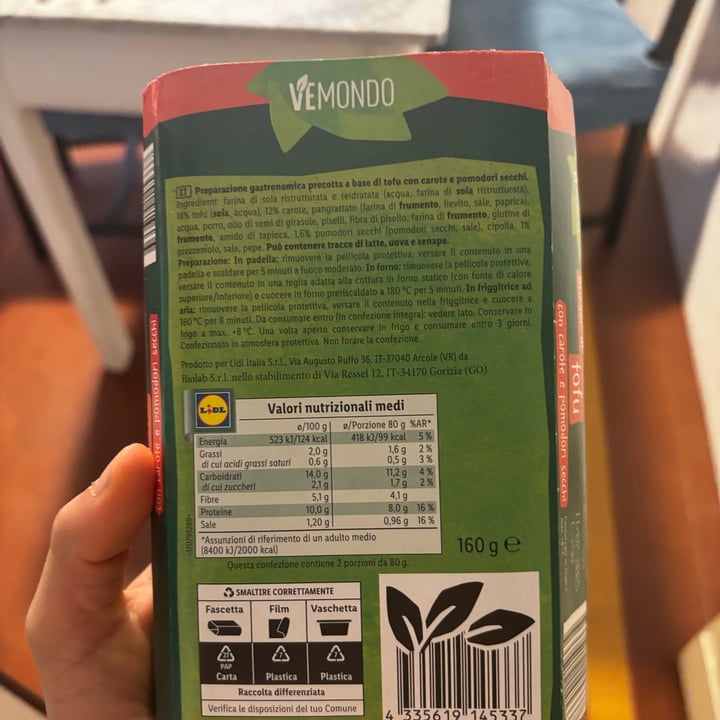 VEMONDO
IT Preparazione gastronomica precotta a base di tofu con carote e pomodori secchi.
Ingredienti: farina di soia ristrutturata e reidratata (acqua, farina di soia ristrutturata),
18% tofu (soia, acqua), 12% carote, pangrattato (farina di frumento, lievito, sale, paprica),
acqua, porro, olio di semi di girasole, piselli, fibra di pisello, farina di frumento, glutine di
frumento, amido di tapioca, 1,6% pomodori secchi (pomodori secchi, sale), cipolla, 1%
prezzemolo, sale, pepe. Può contenere tracce di latte, uova e senape.
Preparazione: In padella: rimuovere la pellicola protettiva, versare il contenuto in una
padella e scaldare per 5 minuti a fuoco moderato. In forno: rimuovere la pellicola protettiva,
versare il contenuto in una teglia adatta alla cottura in forno statico (con fonte di calore
superiore/inferiore) e cuocere in forno preriscaldato a 180 °C per 5 minuti. In friggitrice ad
aria: rimuovere la pellicola protettiva, versare il contenuto nella friggitrice e cuocere a
180 °C per 8 minuti. Da consumare entro (in confezione integra): vedere lato. Conservare in
frigo a max. +8 °C. Una volta aperto conservare in frigo e consumare entro 3 giorni.
Confezionato in atmosfera protettiva. Non forare la confezione.
Prodotto per Lidl Italia S.r.l., Via Augusto Ruffo 36, IT-37040 Arcole (VR) da
Biolab S.r.l. nello stabilimento di Via Ressel 12, IT-34170 Gorizia (GO)
LIDL
Valori nutrizionali medi
ø/100 g ø/Porzione 80 g %AR*
Energia 523 kJ/124 kcal 418 kJ/99 kcal 5 %
Grassi 2,0 g 1,6 g 2 %
di cui acidi grassi saturi 0,6 g 0,5 g 3 %
Carboidrati 14,0 g 11,2 g 4 %
di cui zuccheri 2,1 g 1,7 g 2 %
Fibre 5,1 g 4,1 g
Proteine 10,0 g 8,0 g 16 %
Sale 1,20 g 0,96 g 16 %
*Assunzioni di riferimento di un adulto medio
(8400 kJ/2000 kcal)
160 g e
Questa confezione contiene 2 porzioni da 80 g.
SMALTIRE CORRETTAMENTE
Fascetta Film Vaschetta
21 7 7
PAP
Carta Plastica Plastica
Raccolta differenziata
Verifica le disposizioni del tuo Comune
4 335619 145337
con carote e pomodori secchi
tofu
con carote e pomodori secchi